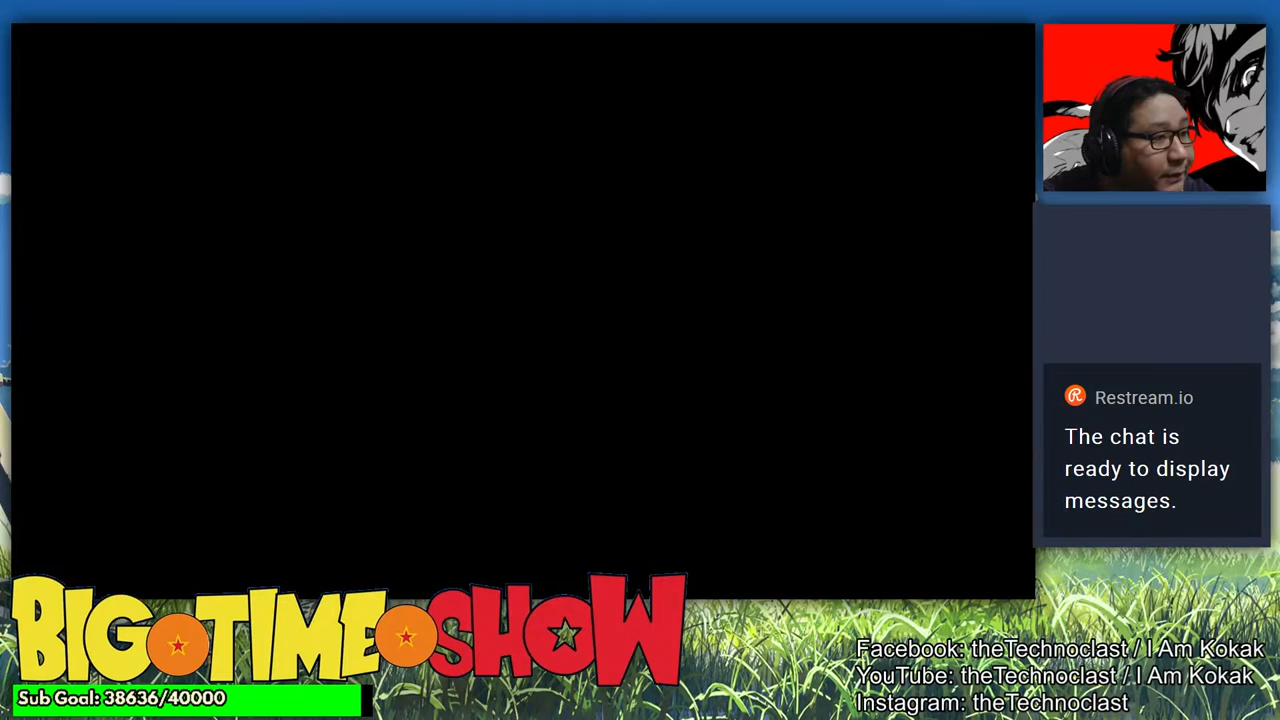 Restream.io
The chat is
ready to display
messages.
BIG TIME SHOW
Sub Goal: 38636/40000
Facebook: theTechnoclast / I Am Kokak
YouTube: theTechnoclast / I Am Kokak
Instagram: theTechnoclast